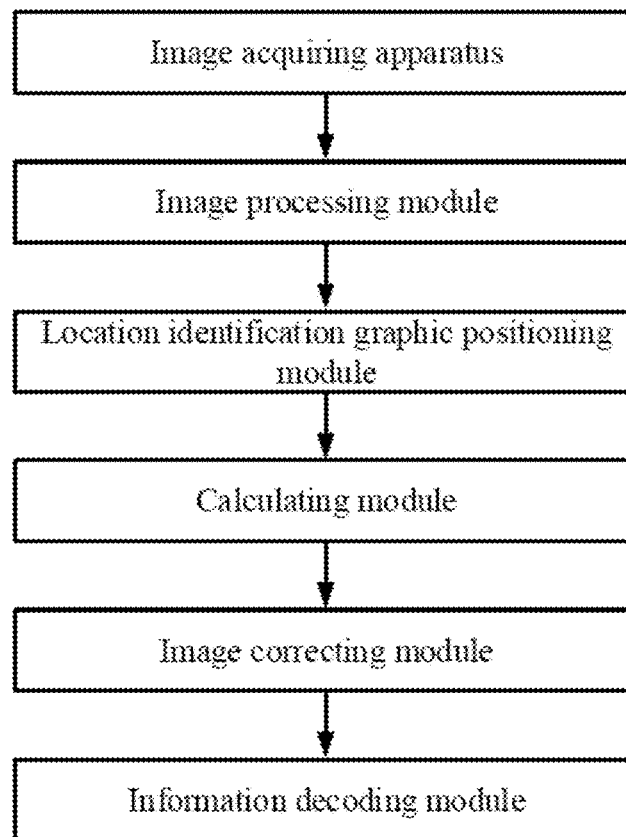 Image acquiring apparatus
Image processing module
Location identification graphic positioning
module
Calculating module
Image correcting module
Information decoding module